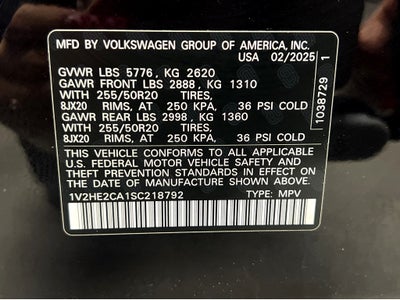 MFD BY VOLKSWAGEN GROUP OF AMERICA, INC.
USA 02/2025
GVWR LBS 5776, KG 2620
GAWR FRONT LBS 2888, KG 1310
WITH 255/50R20 TIRES,
8JX20 RIMS, AT 250 KPA, 36 PSI COLD
GAWR REAR LBS 2998, KG 1360
WITH 255/50R20 TIRES,
8JX20 RIMS, AT 250 KPA, 36 PSI COLD
THIS VEHICLE CONFORMS TO ALL APPLICABLE
U.S. FEDERAL MOTOR VEHICLE SAFETY AND
THEFT PREVENTION STANDARDS IN EFFECT ON
THE DATE OF MANUFACTURE SHOWN ABOVE.
1V2HE2CA1SC218792 TYPE: MPV
1038729 1